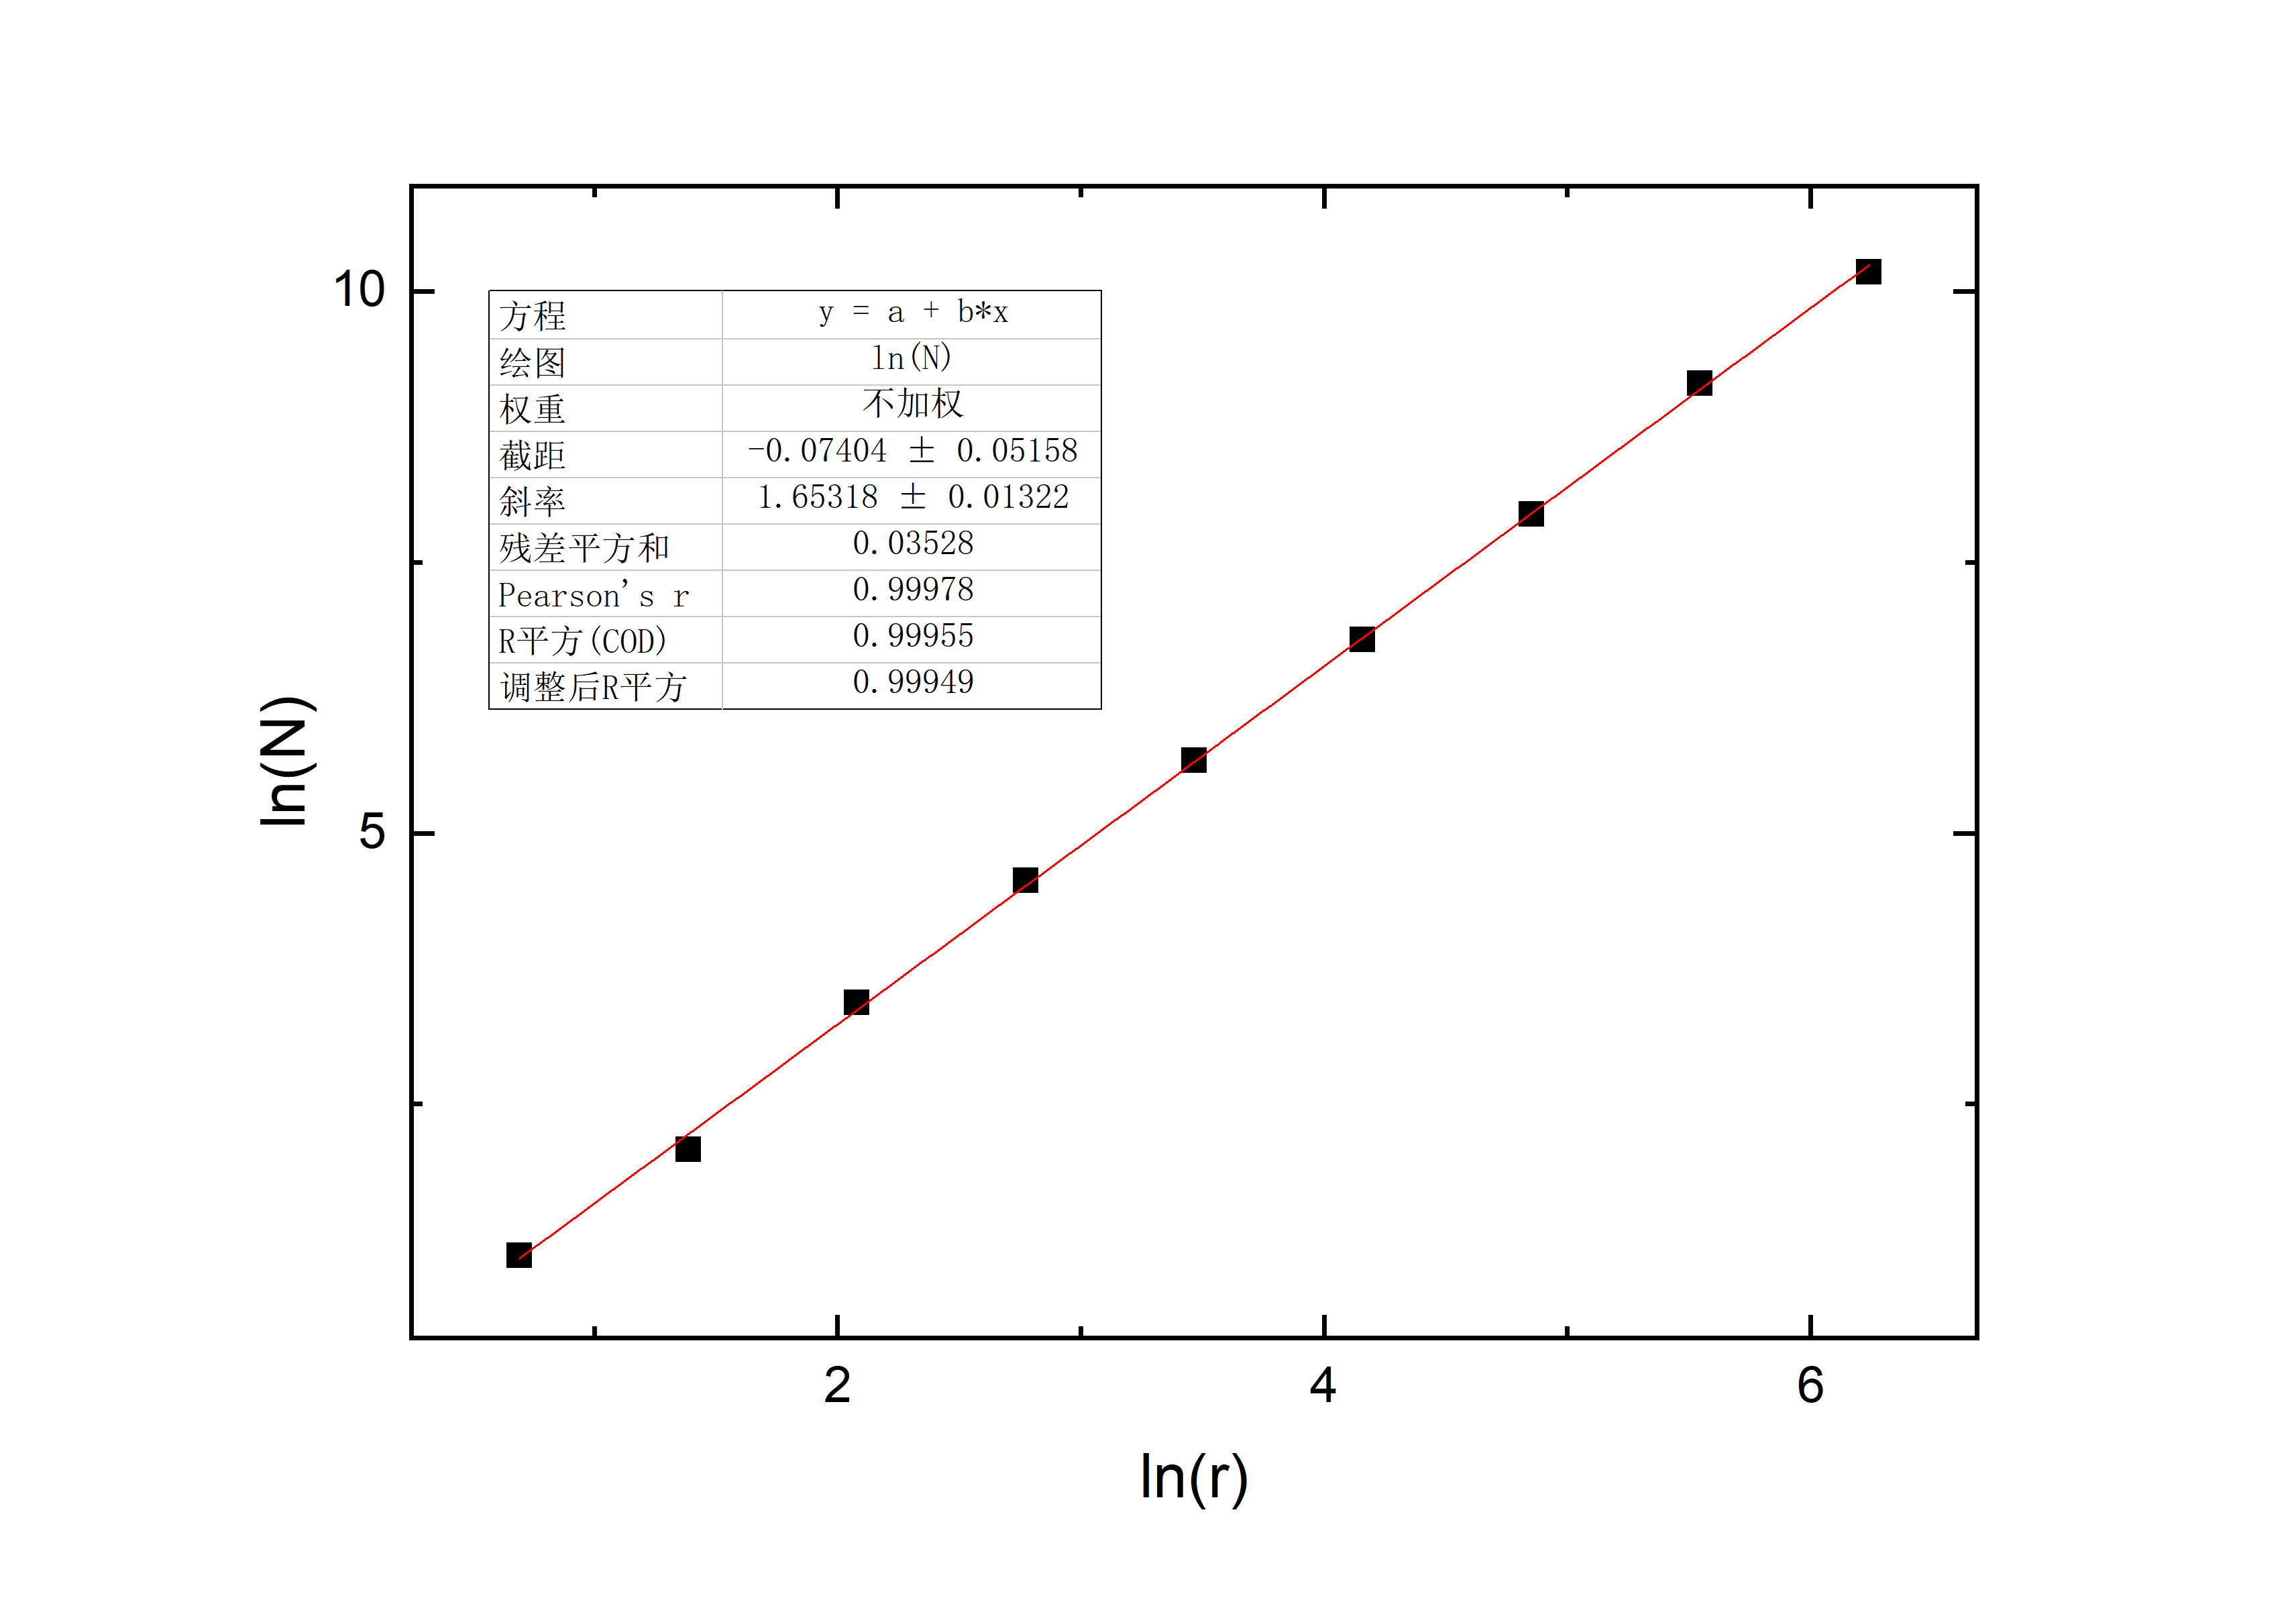 10
5
ln(N)
方程 y = a + b*x
绘图 ln(N)
权重 不加权
截距 -0.07404 ± 0.05158
斜率 1.65318 ± 0.01322
残差平方和 0.03528
Pearson's r 0.99978
R平方(COD) 0.99955
调整后R平方 0.99949
2 4 6
ln(r)